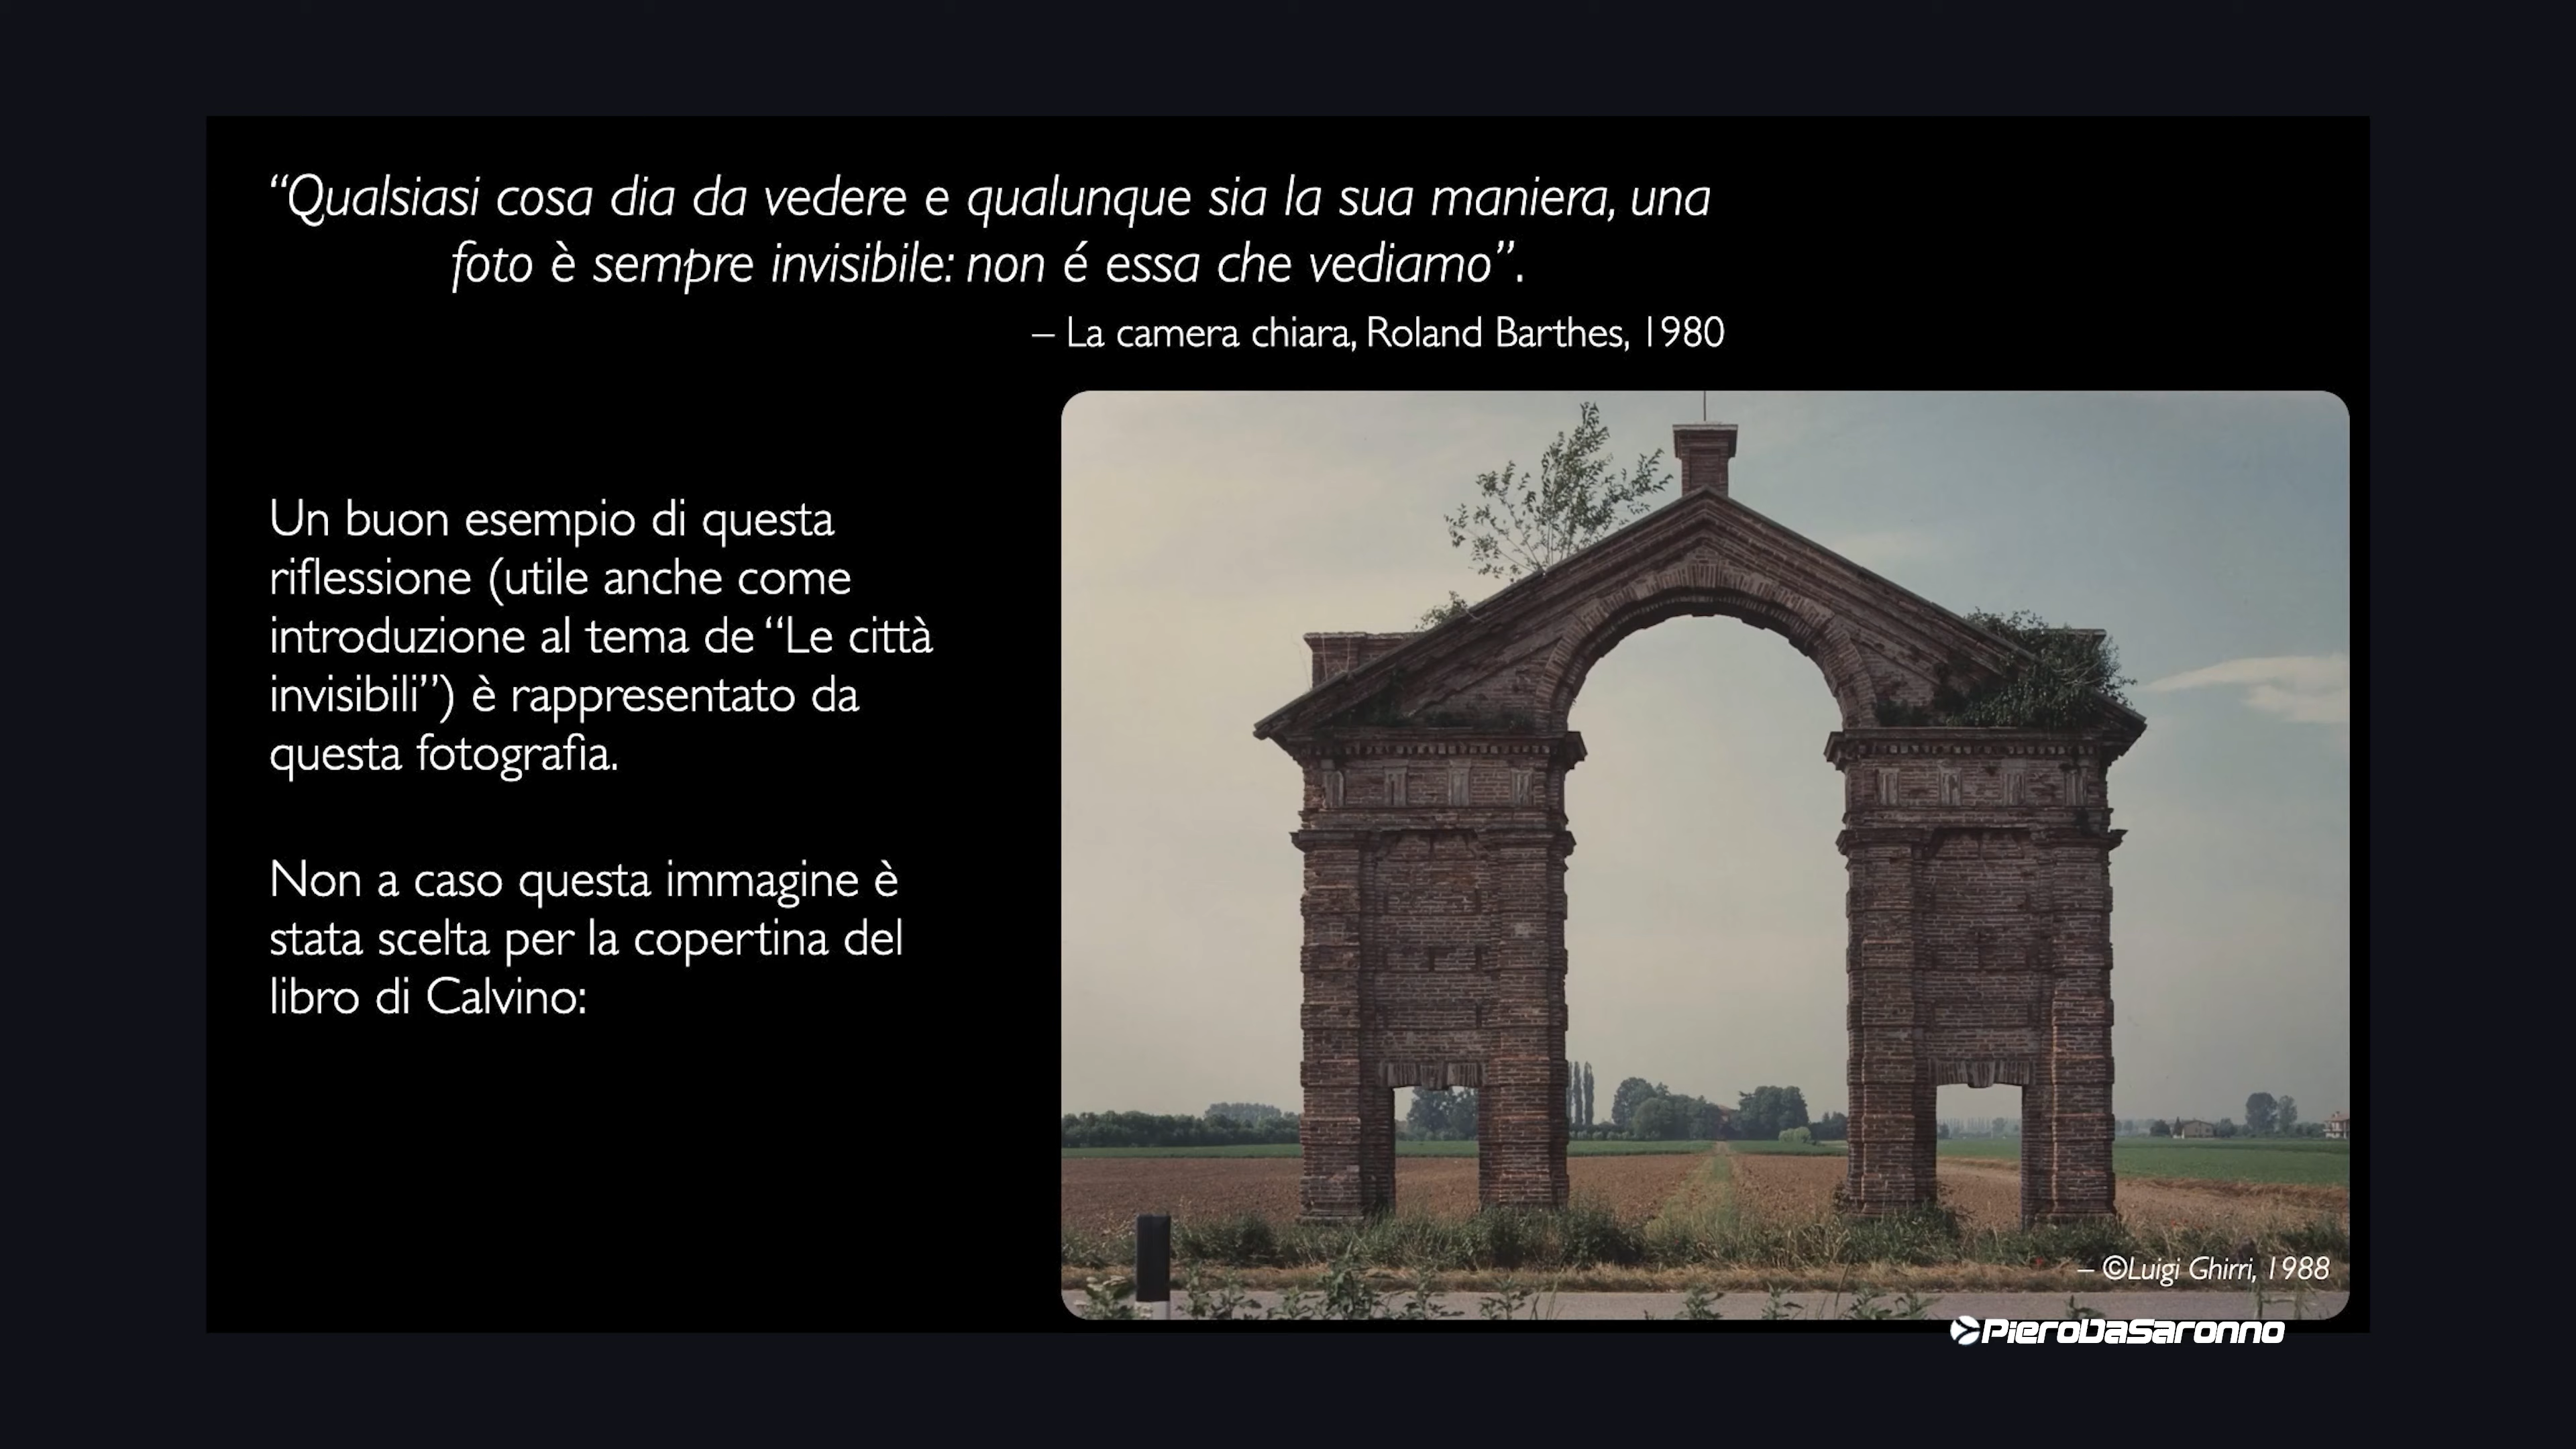 “Qualsiasi cosa dia da vedere e qualunque sia la sua maniera, una
foto è sempre invisibile: non é essa che vediamo”.
– La camera chiara, Roland Barthes, 1980
Un buon esempio di questa
riflessione (utile anche come
introduzione al tema de “Le città
invisibili”) è rappresentato da
questa fotografia.
Non a caso questa immagine è
stata scelta per la copertina del
libro di Calvino:
– ©Luigi Ghirri, 1988
PieroDaSaronno